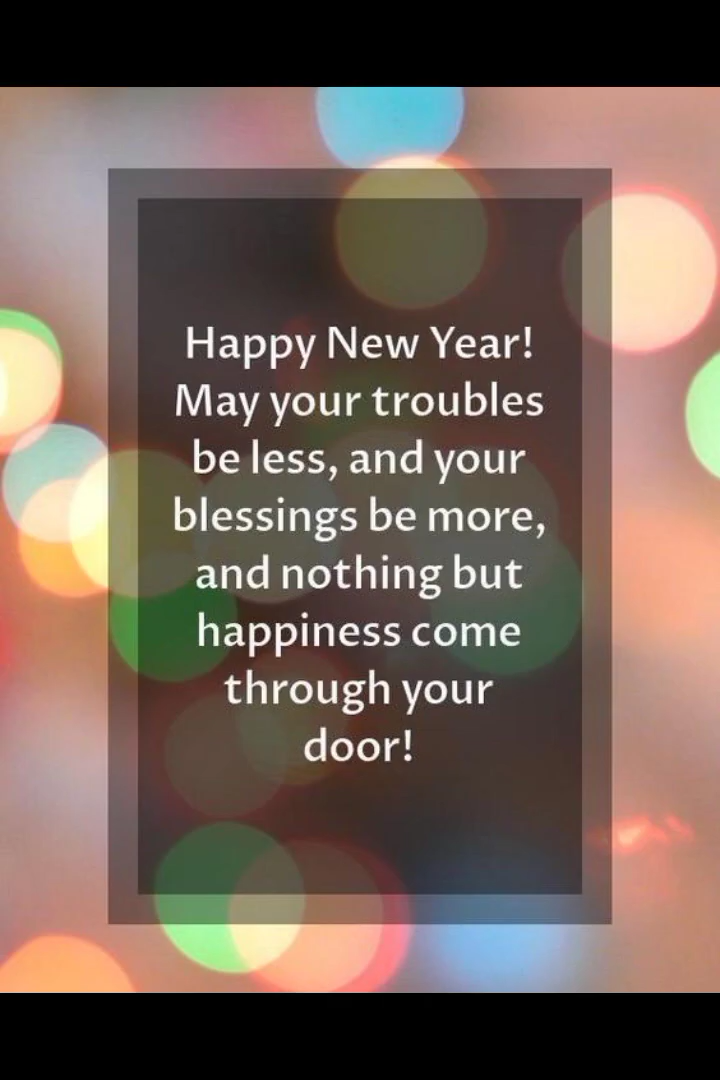 Happy New Year!
May your troubles
be less, and your
blessings be more,
and nothing but
happiness come
through your
door!